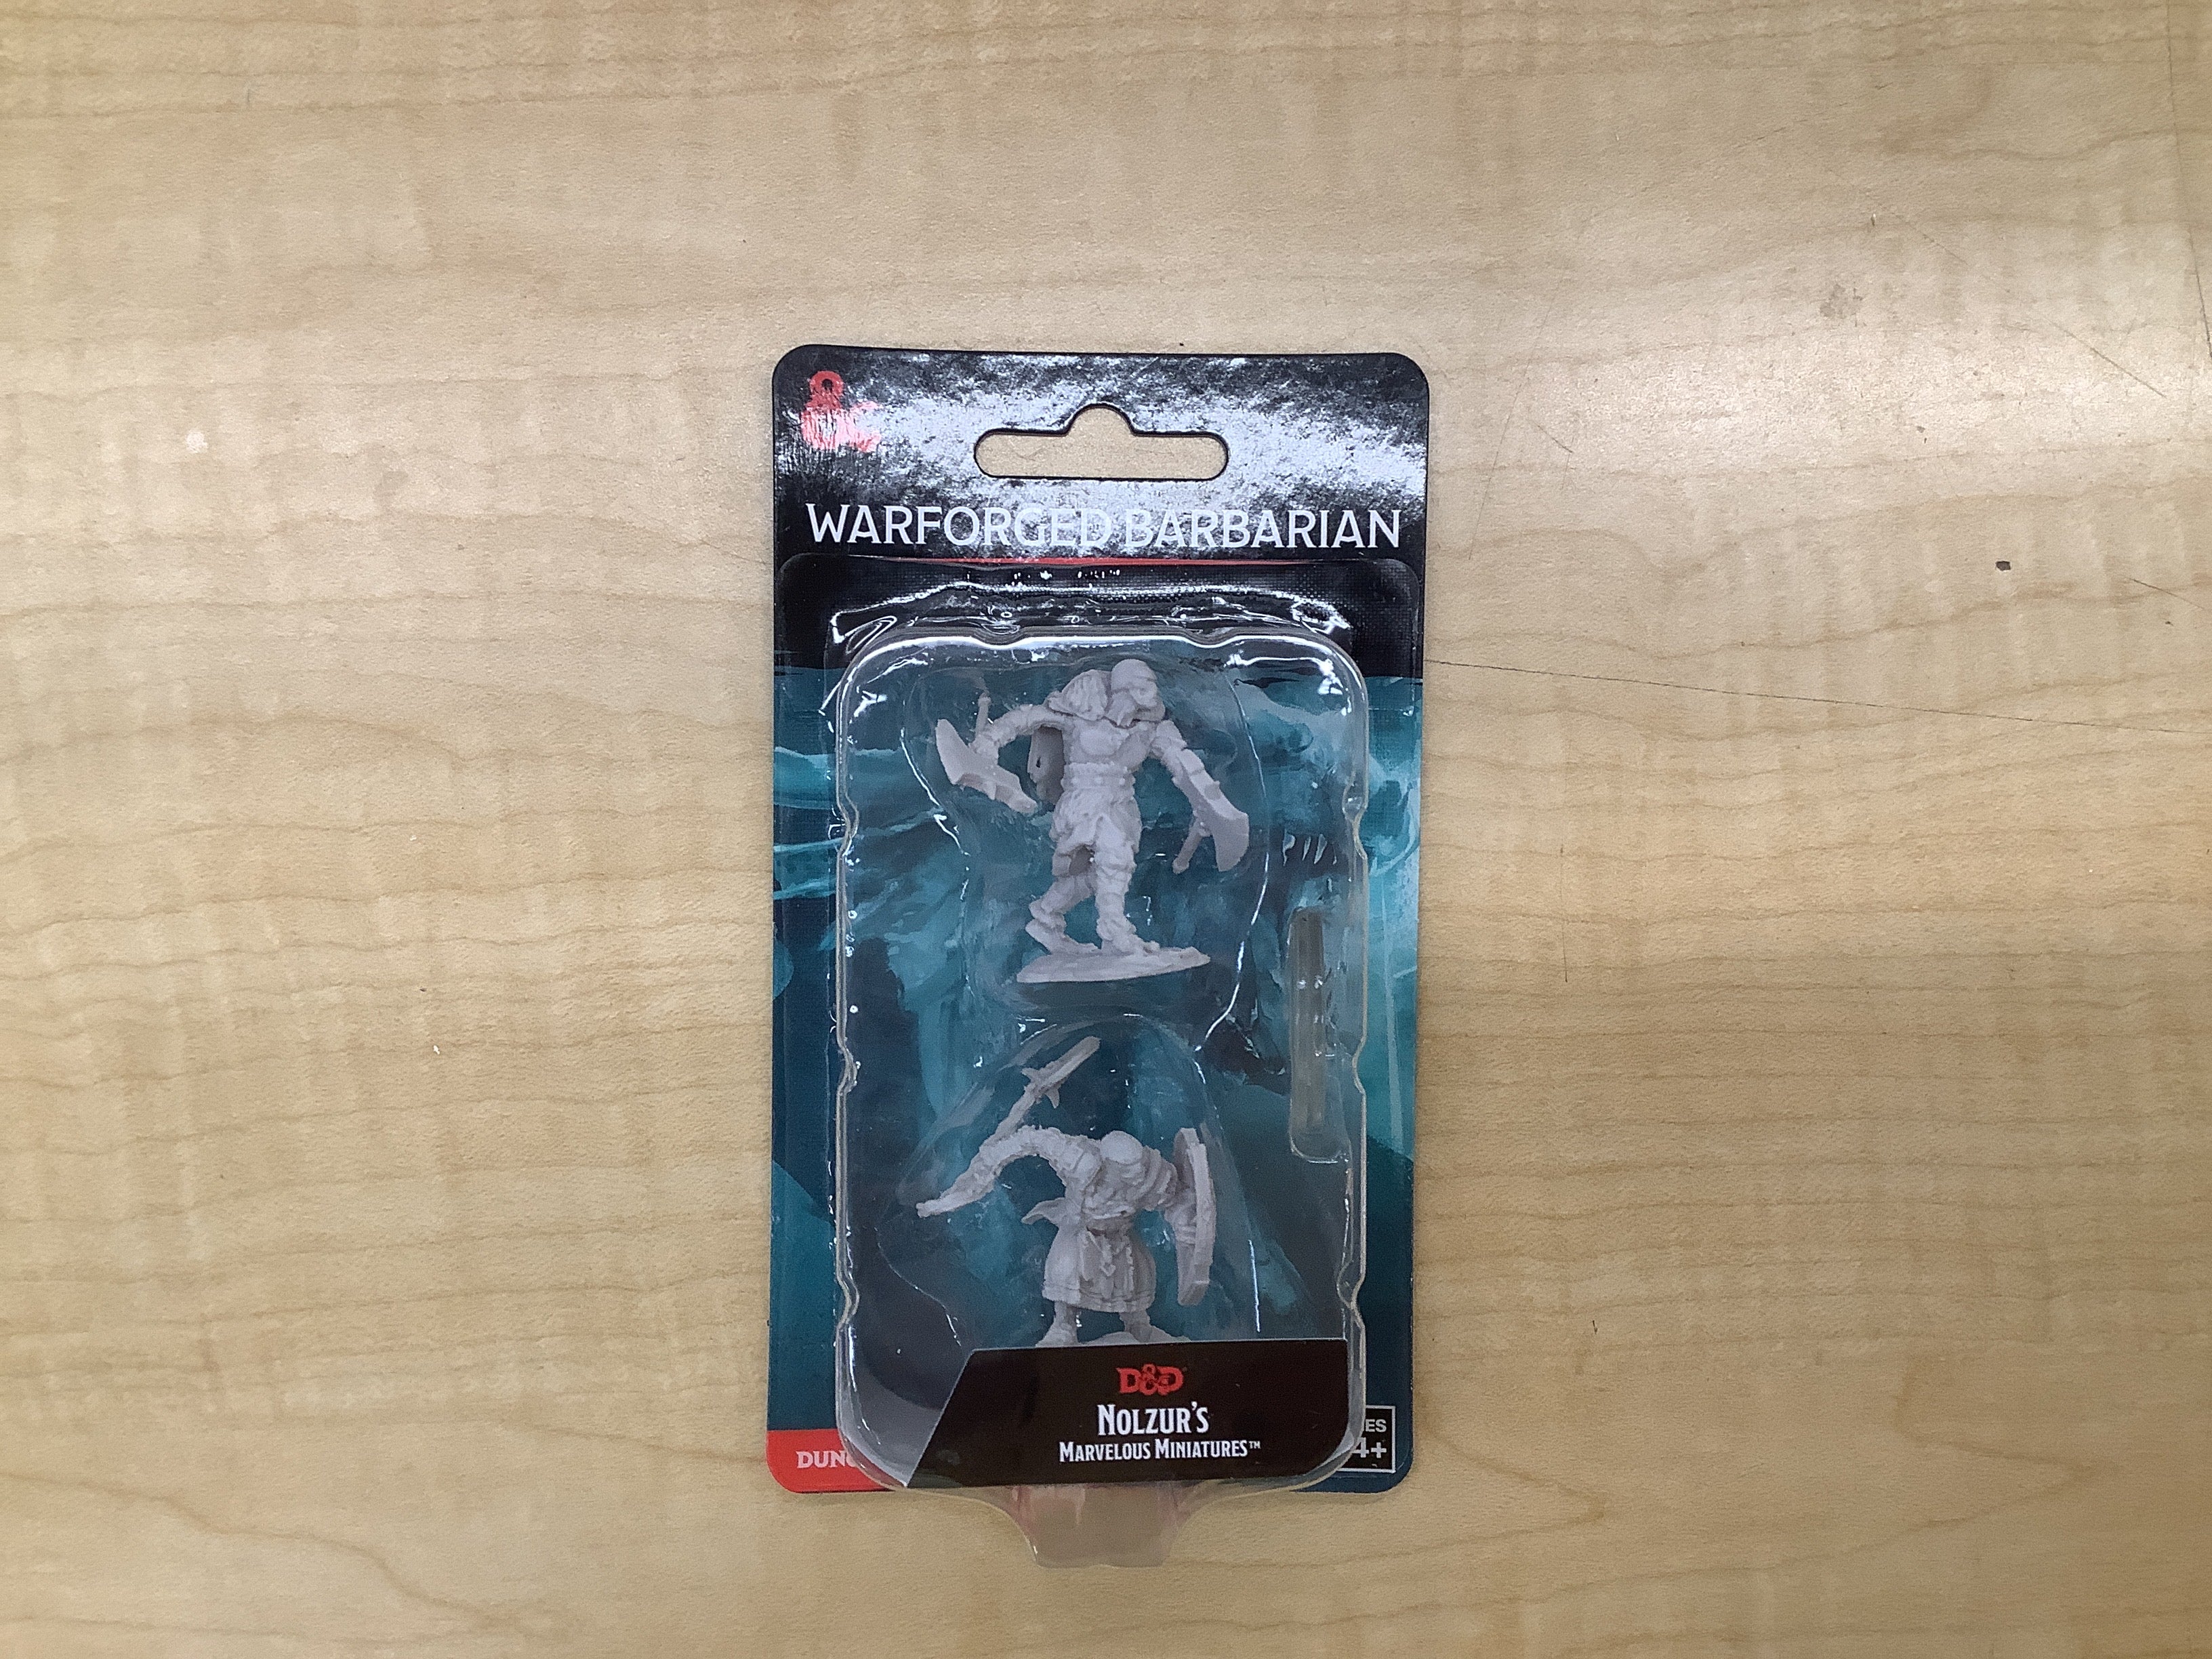 &
WARFORGED BARBARIAN
D&D
NOLZUR'S
MARVELOUS MINIATURES™
DUN
ES
4+